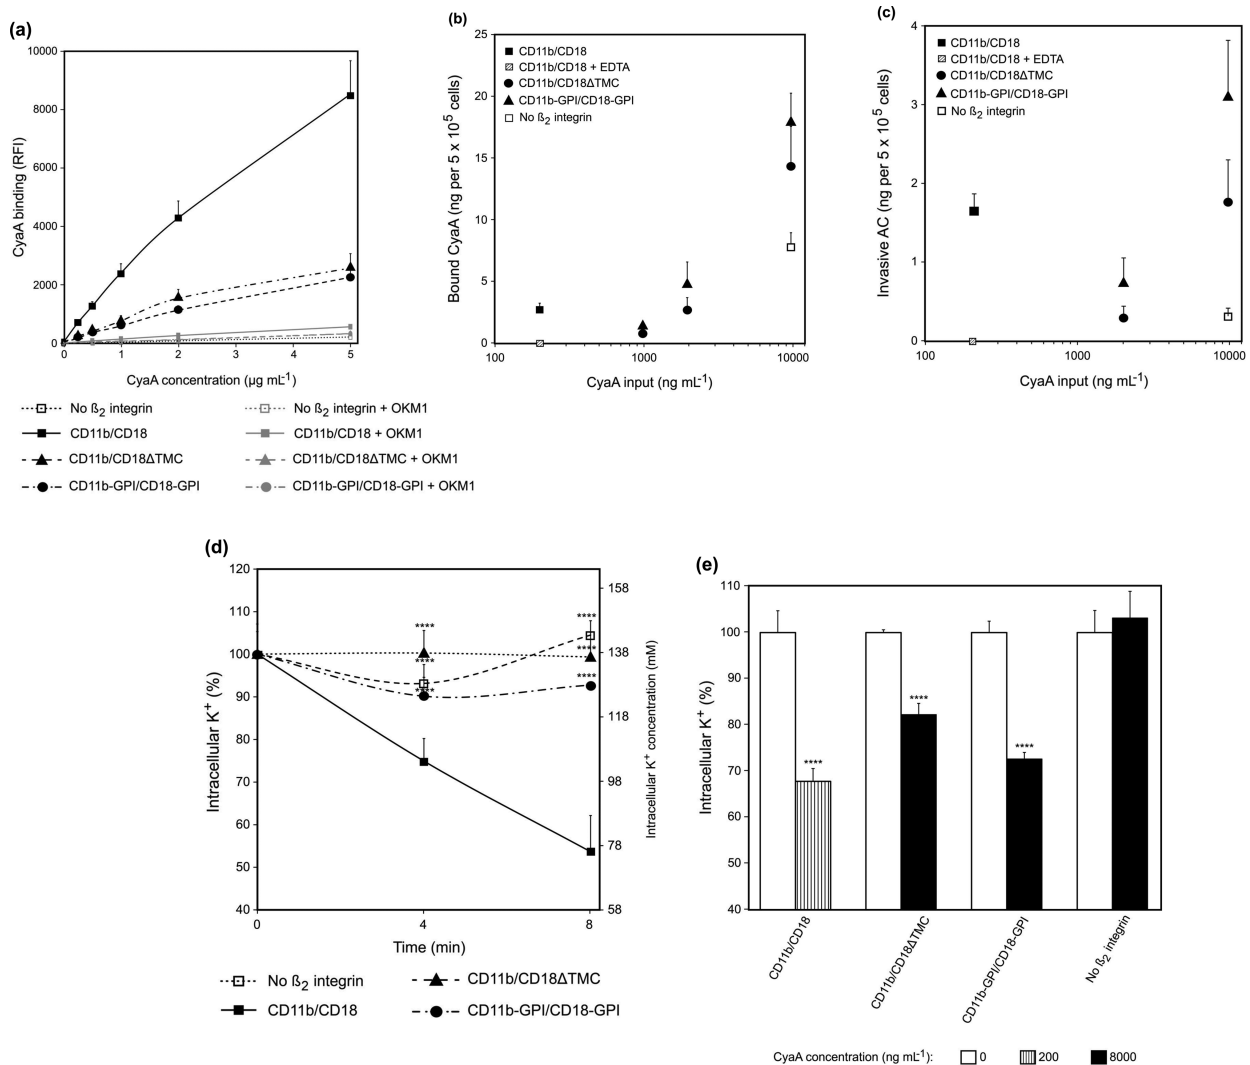 (a)
10000
8000
6000
4000
2000
0
CyaA binding (RFI)
0 1 2 3 4 5
CyaA concentration (µg mL-1)
No ß2 integrin
CD11b/CD18
CD11b/CD18ΔTMC
CD11b-GPI/CD18-GPI
No ß2 integrin + OKM1
CD11b/CD18 + OKM1
CD11b/CD18ΔTMC + OKM1
CD11b-GPI/CD18-GPI + OKM1
(b)
25
20
15
10
5
0
Bound CyaA (ng per 5 x 10^5 cells)
CD11b/CD18
CD11b/CD18 + EDTA
CD11b/CD18ΔTMC
CD11b-GPI/CD18-GPI
No ß2 integrin
100 1000 10000
CyaA input (ng mL-1)
(c)
4
3
2
1
0
Invasive AC (ng per 5 x 10^5 cells)
CD11b/CD18
CD11b/CD18 + EDTA
CD11b/CD18ΔTMC
CD11b-GPI/CD18-GPI
No ß2 integrin
100 1000 10000
CyaA input (ng mL-1)
(d)
120
110
100
90
80
70
60
50
40
Intracellular K+ (%)
**** ****
**** ****
**** ****
158
138
118
98
78
58
Intracellular K+ concentration (mM)
0 4 8
Time (min)
No ß2 integrin
CD11b/CD18
CD11b/CD18ΔTMC
CD11b-GPI/CD18-GPI
(e)
110
100
90
80
70
60
50
40
Intracellular K+ (%)
****
****
****
CD11b/CD18
CD11b/CD18ΔTMC
CD11b-GPI/CD18-GPI
No ß2 integrin
CyaA concentration (ng mL-1): 0 200 8000